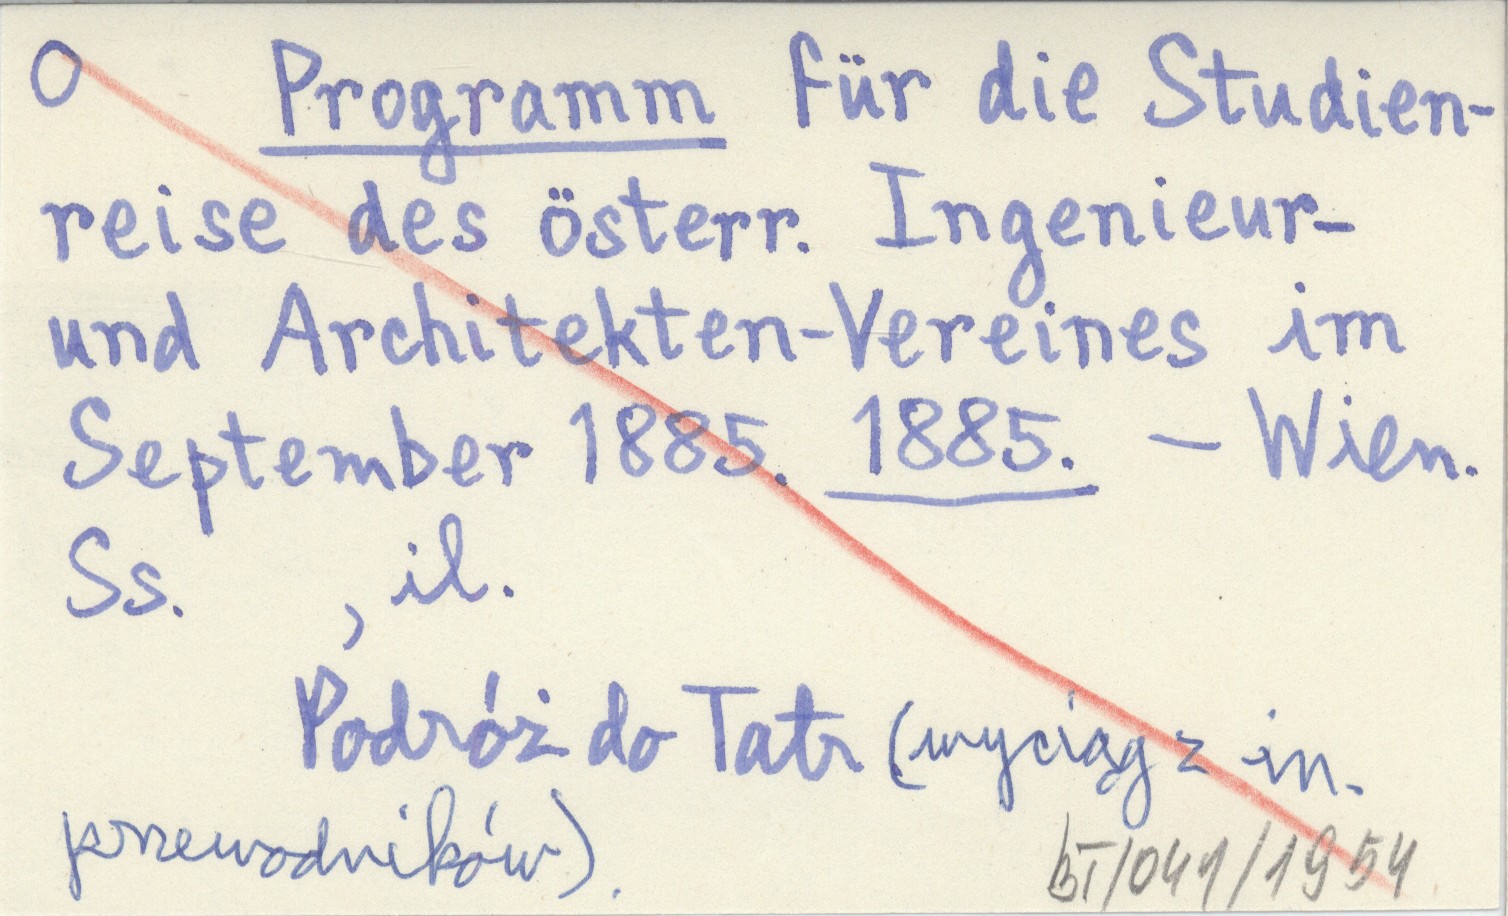 O Programm für die Studien-
reise des österr. Ingenieur-
und Architekten-Vereines im
September 1885. 1885. — Wien.
Ss. , il.
Podróż do Tatr (wyciąg z in.
przewodników).
bT/041/1954